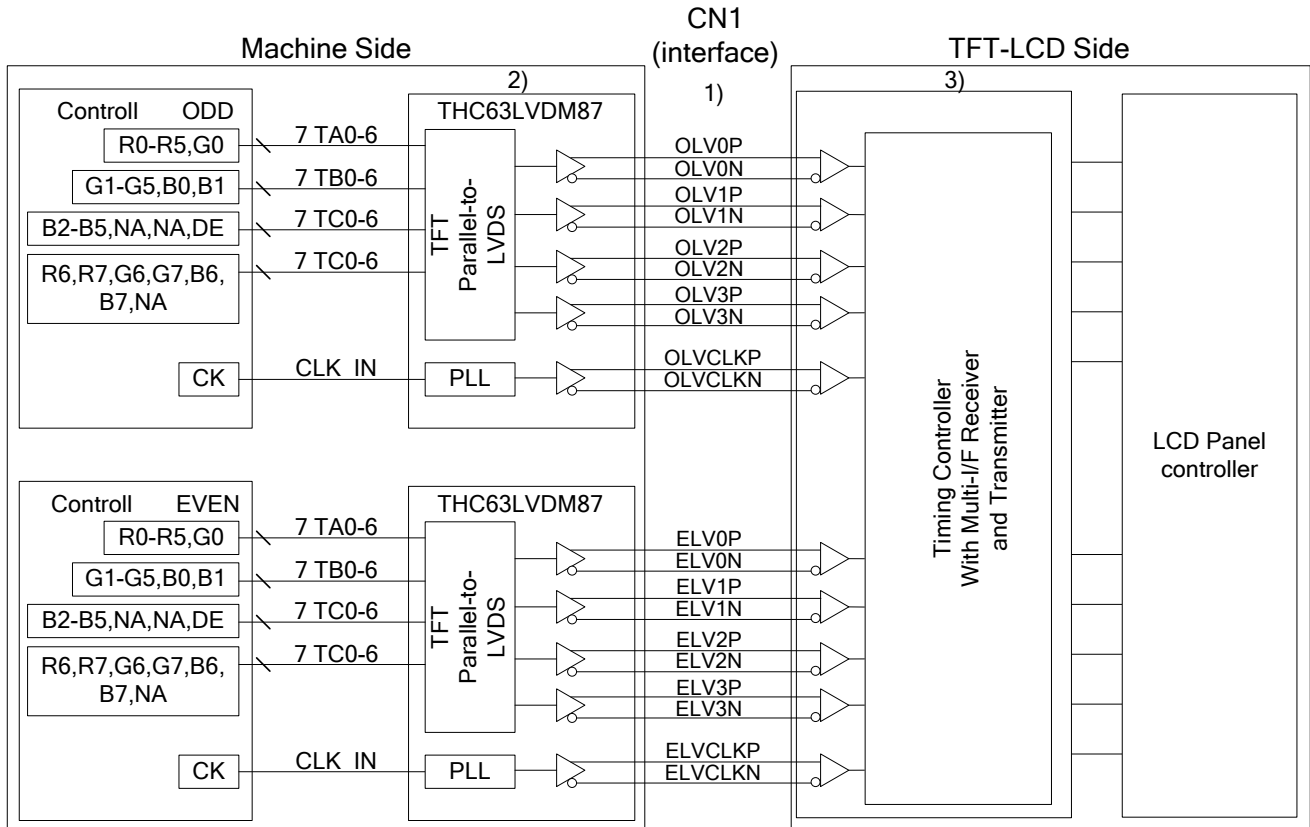 CN1
(interface)
Machine Side
TFT-LCD Side
2)
1)
3)
Controll ODD
THC63LVDM87
R0-R5,G0
7 TA0-6
G1-G5,B0,B1
7 TB0-6
B2-B5,NA,NA,DE
7 TC0-6
R6,R7,G6,G7,B6,
B7,NA
7 TC0-6
CK
CLK IN
TFT
Parallel-to-
LVDS
PLL
OLV0P
OLV0N
OLV1P
OLV1N
OLV2P
OLV2N
OLV3P
OLV3N
OLVCLKP
OLVCLKN
Timing Controller
With Multi-I/F Receiver
and Transmitter
LCD Panel
controller
Controll EVEN
THC63LVDM87
R0-R5,G0
7 TA0-6
G1-G5,B0,B1
7 TB0-6
B2-B5,NA,NA,DE
7 TC0-6
R6,R7,G6,G7,B6,
B7,NA
7 TC0-6
CK
CLK IN
TFT
Parallel-to-
LVDS
PLL
ELV0P
ELV0N
ELV1P
ELV1N
ELV2P
ELV2N
ELV3P
ELV3N
ELVCLKP
ELVCLKN